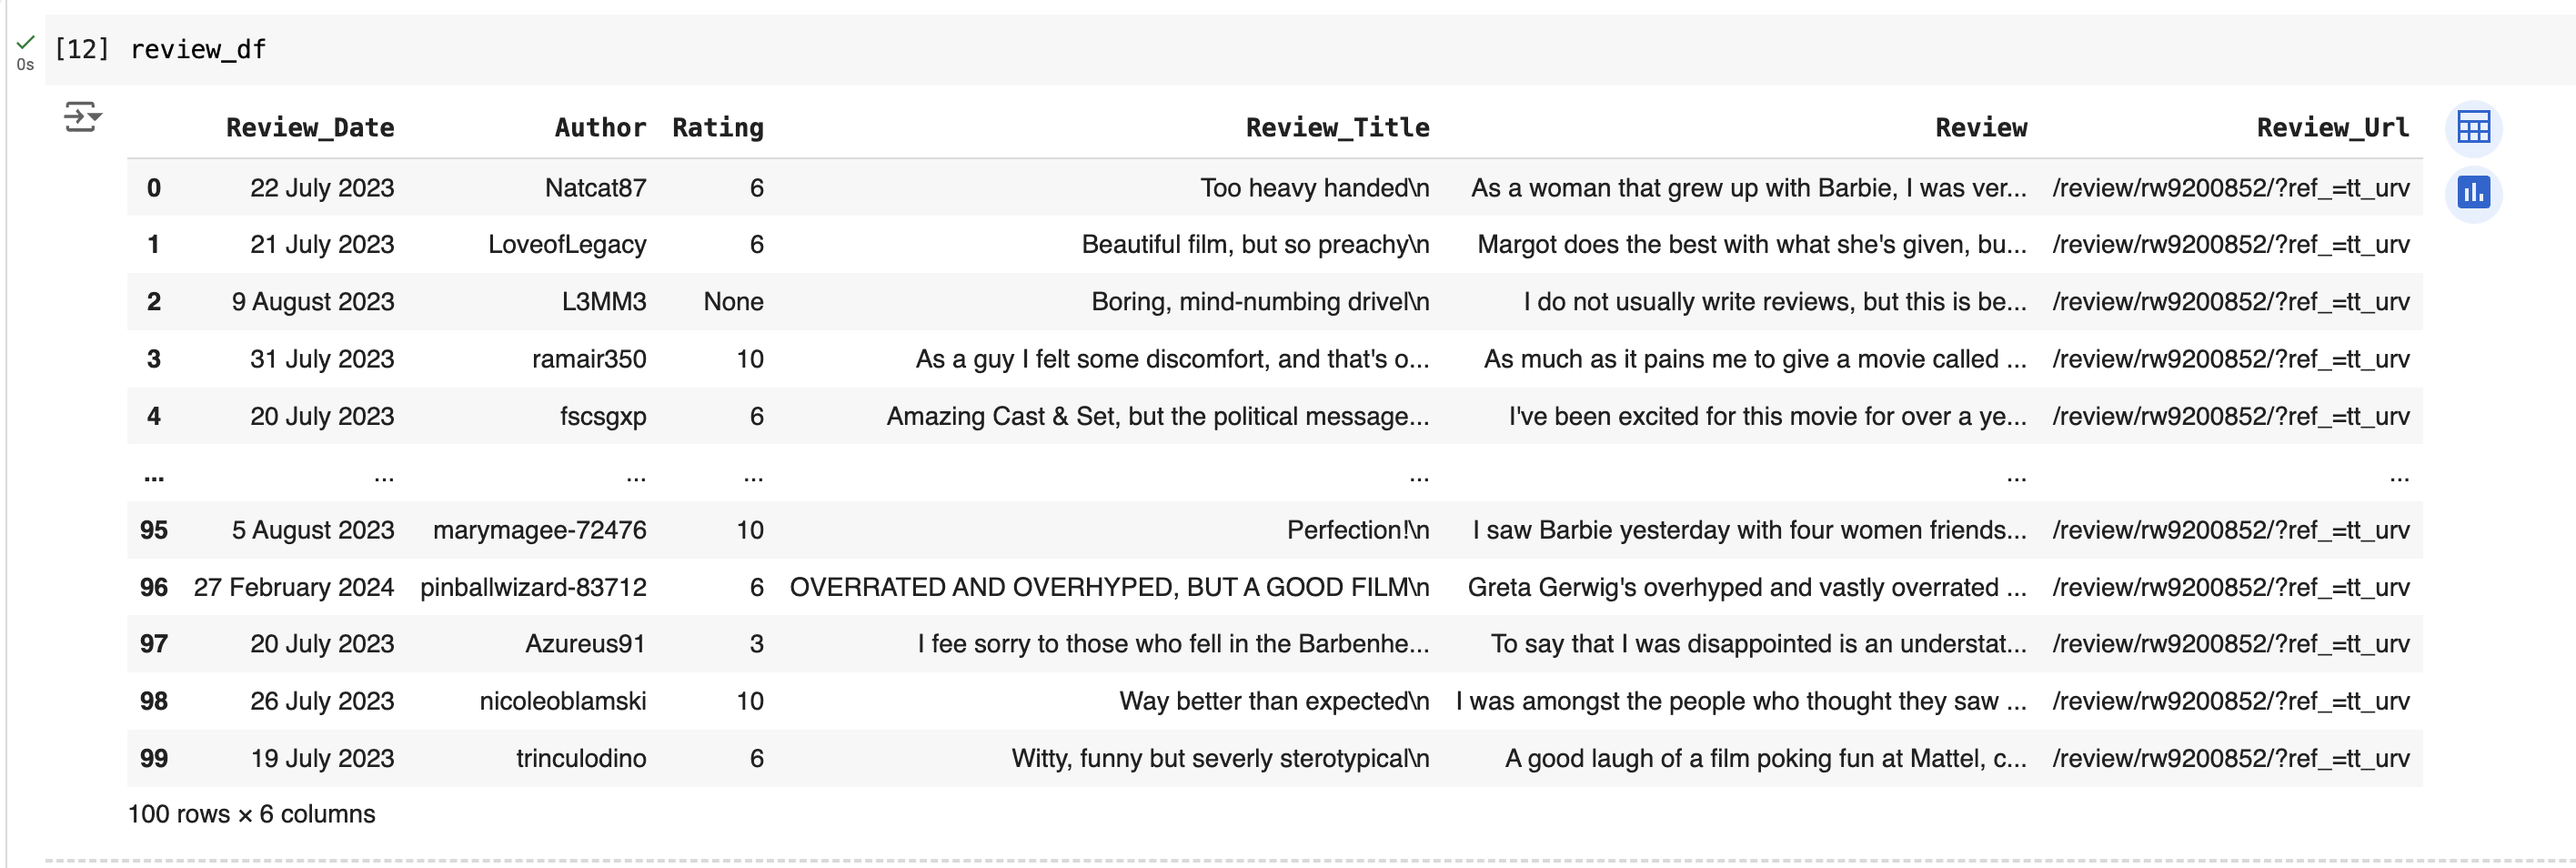 [12] review_df
0s
Review_Date Author Rating Review_Title Review Review_Url
0 22 July 2023 Natcat87 6 Too heavy handed\n As a woman that grew up with Barbie, I was ver... /review/rw9200852/?ref_=tt_urv
1 21 July 2023 LoveofLegacy 6 Beautiful film, but so preachy\n Margot does the best with what she's given, bu... /review/rw9200852/?ref_=tt_urv
2 9 August 2023 L3MM3 None Boring, mind-numbing drivel\n I do not usually write reviews, but this is be... /review/rw9200852/?ref_=tt_urv
3 31 July 2023 ramair350 10 As a guy I felt some discomfort, and that's o... As much as it pains me to give a movie called ... /review/rw9200852/?ref_=tt_urv
4 20 July 2023 fscsgxp 6 Amazing Cast & Set, but the political message... I've been excited for this movie for over a ye... /review/rw9200852/?ref_=tt_urv
... ... ... ... ... ... ...
95 5 August 2023 marymagee-72476 10 Perfection!\n I saw Barbie yesterday with four women friends... /review/rw9200852/?ref_=tt_urv
96 27 February 2024 pinballwizard-83712 6 OVERRATED AND OVERHYPED, BUT A GOOD FILM\n Greta Gerwig's overhyped and vastly overrated ... /review/rw9200852/?ref_=tt_urv
97 20 July 2023 Azureus91 3 I fee sorry to those who fell in the Barbenhe... To say that I was disappointed is an understat... /review/rw9200852/?ref_=tt_urv
98 26 July 2023 nicoleoblamski 10 Way better than expected\n I was amongst the people who thought they saw ... /review/rw9200852/?ref_=tt_urv
99 19 July 2023 trinculodino 6 Witty, funny but severly sterotypical\n A good laugh of a film poking fun at Mattel, c... /review/rw9200852/?ref_=tt_urv
100 rows × 6 columns